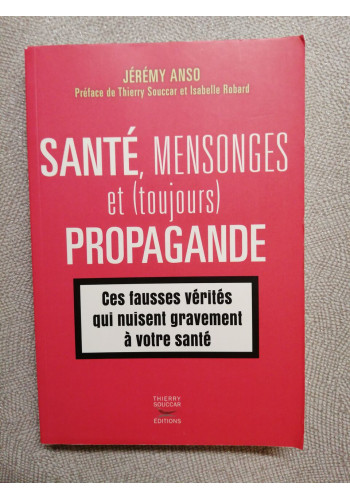 JÉRÉMY ANSO
Préface de Thierry Souccar et Isabelle Robard
SANTÉ, MENSONGES
et (toujours)
PROPAGANDE
Ces fausses vérités
qui nuisent gravement
à votre santé
THIERRY
SOUCCAR
ÉDITIONS